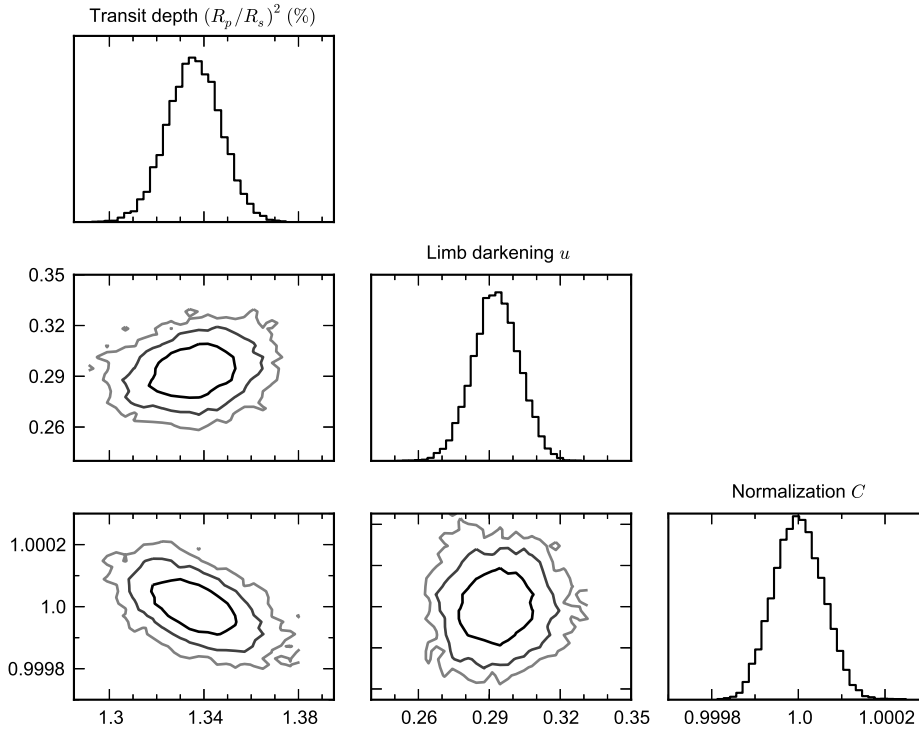 Transit depth (R_p/R_s)^2 (%)
0.35
0.32
0.29
0.26
Limb darkening u
1.0002
1.0
0.9998
1.3 1.34 1.38
0.26 0.29 0.32 0.35
Normalization C
0.9998 1.0 1.0002